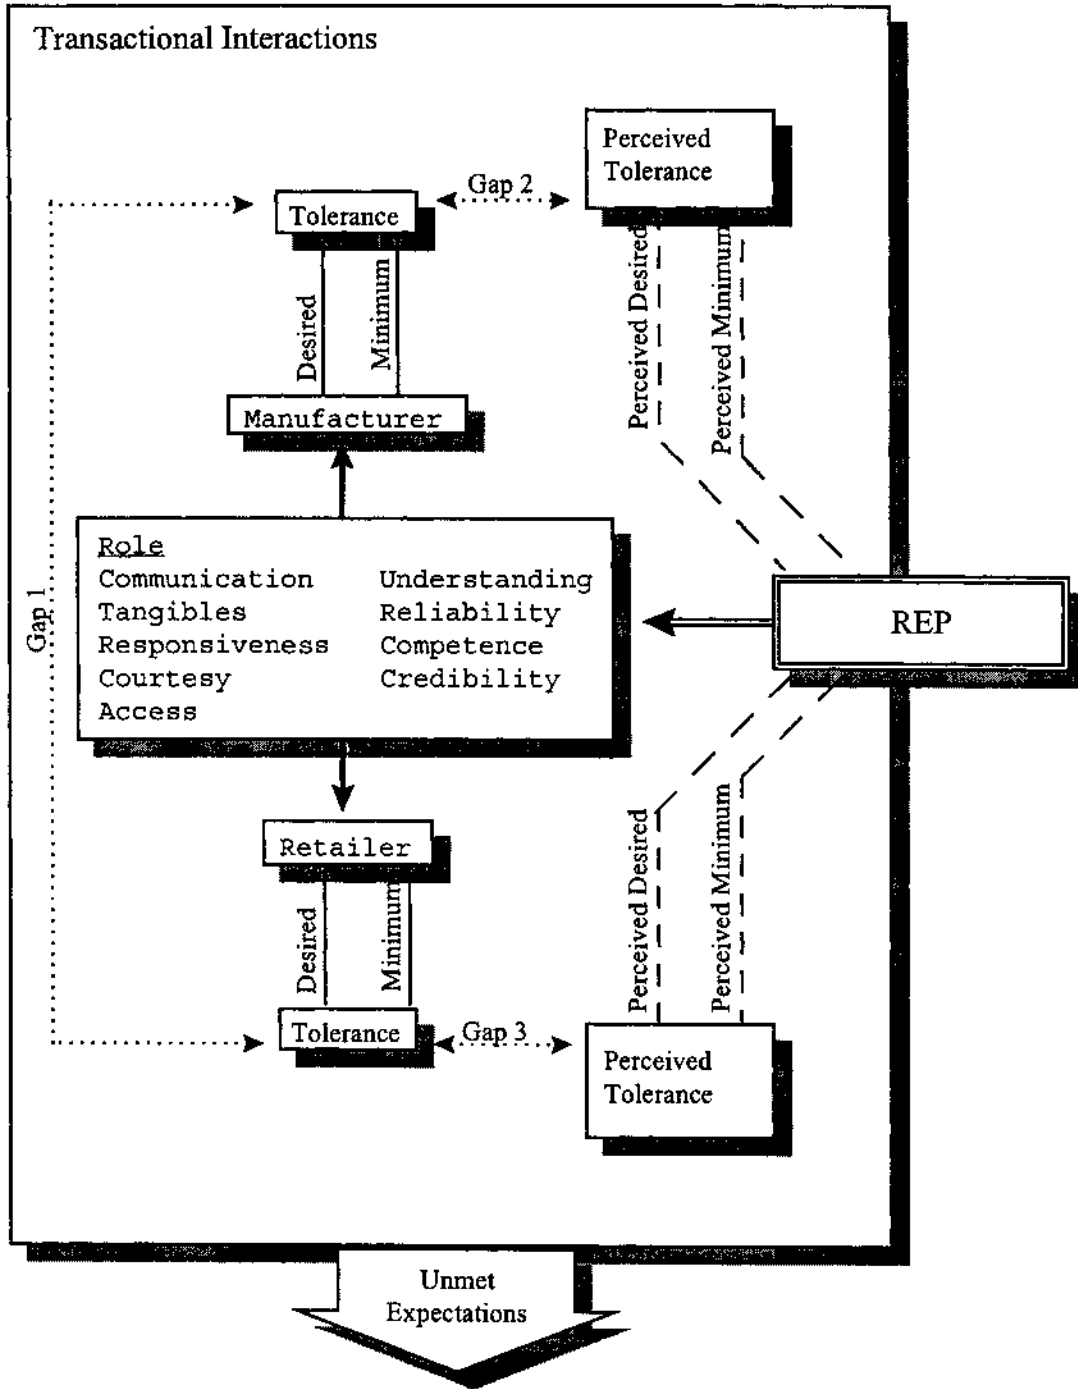 Transactional Interactions
Perceived
Tolerance
Gap 2
Tolerance
Desired
Minimum
Perceived Desired
Perceived Minimum
Manufacturer
Gap 1
Role
Communication Understanding
Tangibles Reliability
Responsiveness Competence
Courtesy Credibility
Access
REP
Retailer
Desired
Minimum
Perceived Desired
Perceived Minimum
Tolerance
Gap 3
Perceived
Tolerance
Unmet
Expectations